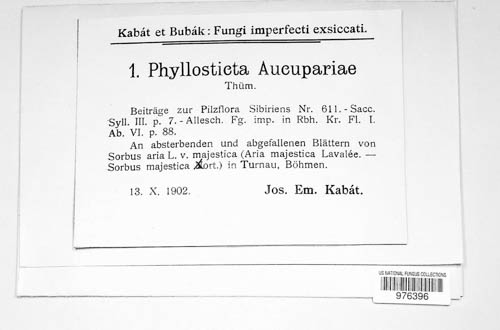 Kabát et Bubák: Fungi imperfecti exsiccati.
1. Phyllosticta Aucupariae
Thüm.
Beiträge zur Pilzflora Sibiriens Nr. 611. - Sacc.
Syll. III. p. 7. - Allesch. Fg. imp. in Rbh. Kr. Fl. I.
Ab. VI. p. 88.
An absterbenden und abgefallenen Blättern von
Sorbus aria L. v. majestica (Aria majestica Lavalée. —
Sorbus majestica ort.) in Turnau, Böhmen.
13. X. 1902.
Jos. Em. Kabát.
US NATIONAL FUNGUS COLLECTIONS
976396